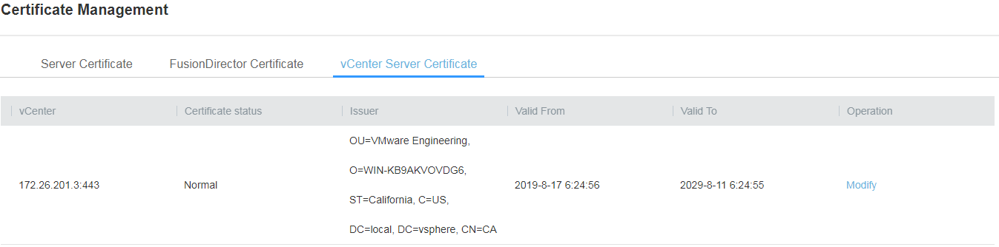 Certificate Management
Server Certificate FusionDirector Certificate vCenter Server Certificate
vCenter Certificate status Issuer Valid From Valid To Operation
OU=VMware Engineering,
O=WIN-KB9AKVOVDG6,
172.26.201.3:443 Normal 2019-8-17 6:24:56 2029-8-11 6:24:55 Modify
ST=California, C=US,
DC=local, DC=vsphere, CN=CA